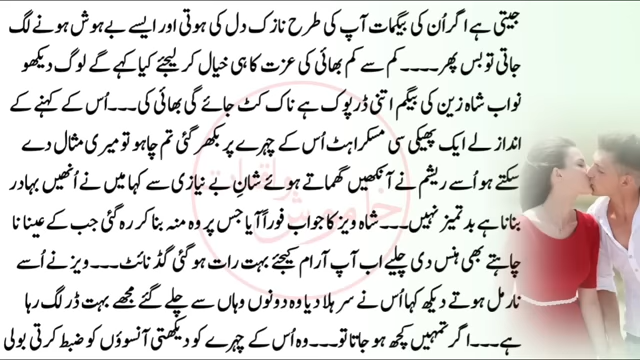 جیتی ہے اگر اُن کی بیگمات آپ کی طرح نازک دل کی ہوتی اور ایسے بے ہوش ہونے لگ
جاتی تو بس پھر۔۔۔۔کم سے کم بھائی کی عزت کا ہی خیال کر لیجئے کیا کہے گے لوگ دیکھو
نواب شاہ زین کی بیگم اتنی ڈرپوک ہے ناک کٹ جائے گی بھائی کی۔۔۔اُس کے کہنے کے
انداز لے ایک پھیکی سی مسکراہٹ اُس کے چہرے پر بکھر گئی تم چاہو تو میری مثال دے
سکتے ہو اُسے ریشم نے آنکھیں گھماتے ہوئے شانِ بے نیازی سے کہا میں نے اُنھیں بہادر
بنانا ہے بدتمیز نہیں۔۔۔شاہ ویز کا جواب فوراً آیا جس پر وہ منہ بنا کر رہ گئی جب کے عینا نا
چاہتے بھی ہنس دی چلیے اب آپ آرام کیجئے بہت رات ہو گئی گڈ نائٹ۔۔۔ویز نے اُسے
نارمل ہوتے دیکھ کہا اُس نے سر ہلا دیا وہ دونوں وہاں سے چلے گئے مجھے بہت ڈر لگ رہا
ہے۔۔۔اگر تمہیں کچھ ہو جاتا تو۔۔۔وہ اُس کے چہرے کو دیکھتی آنسوؤں کو ضبط کرتی بولی